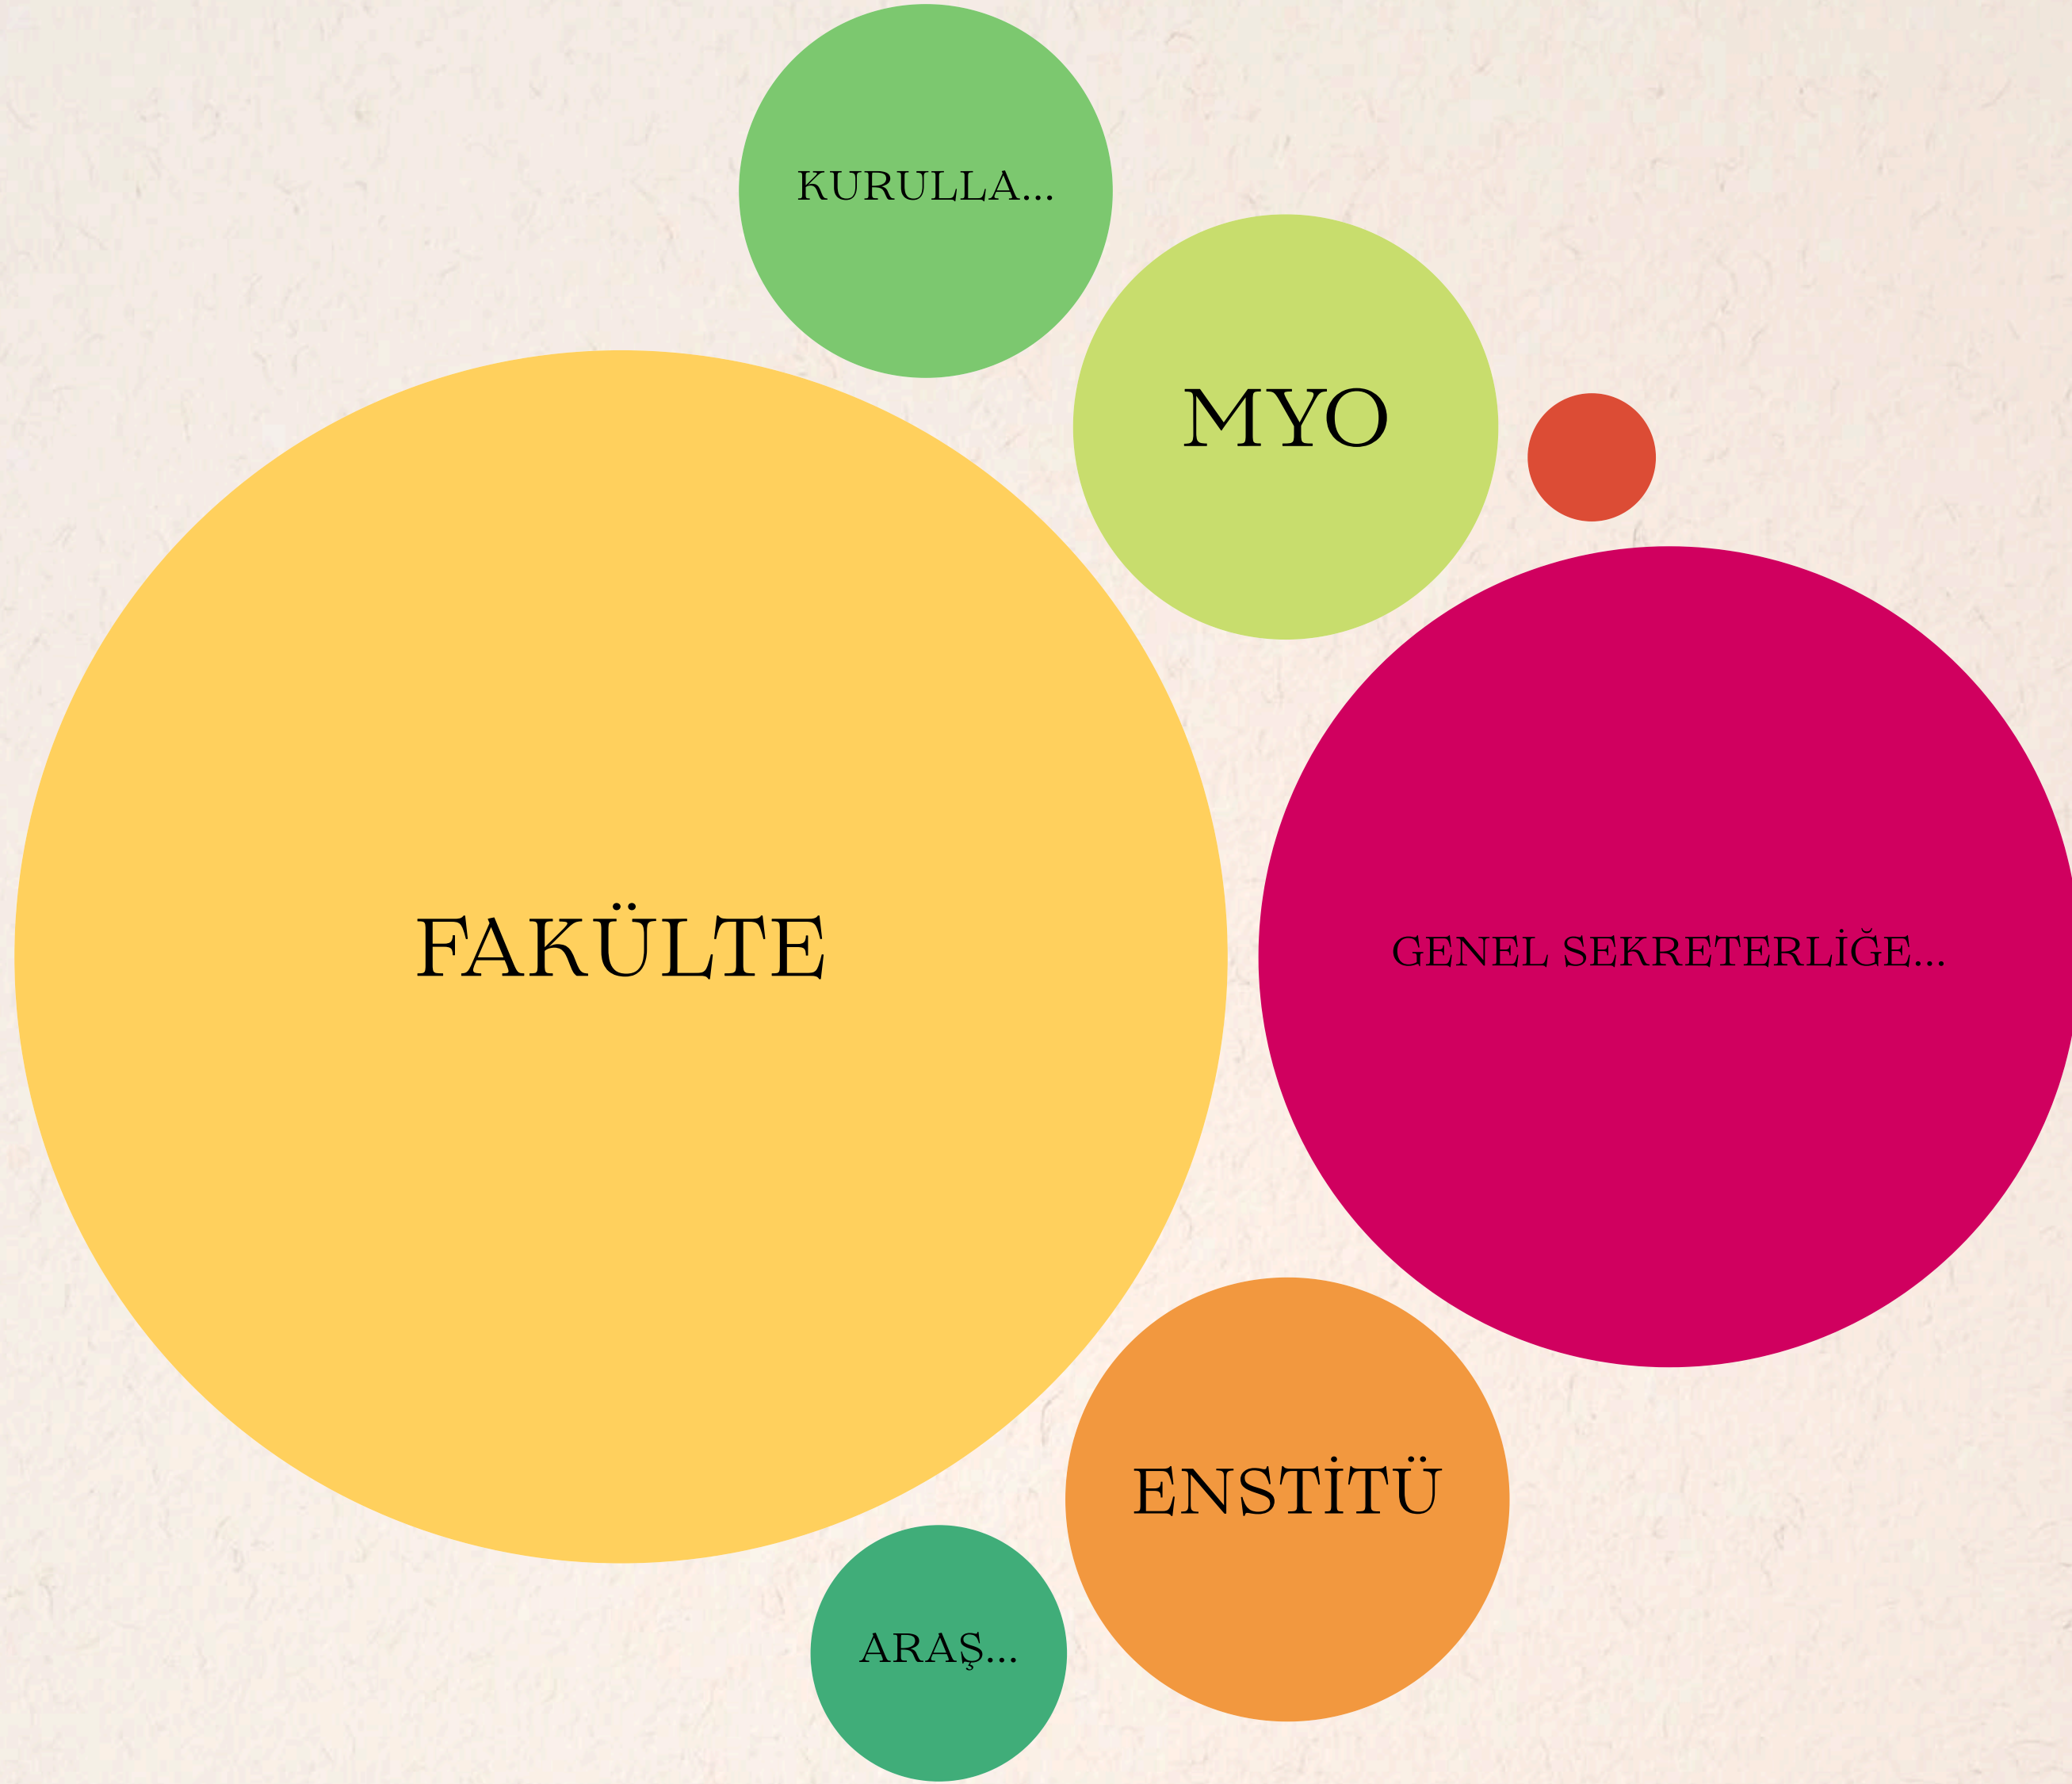 KURULLA...
MYO
FAKÜLTE
GENEL SEKRETERLİĞE...
ENSTİTÜ
ARAŞ...